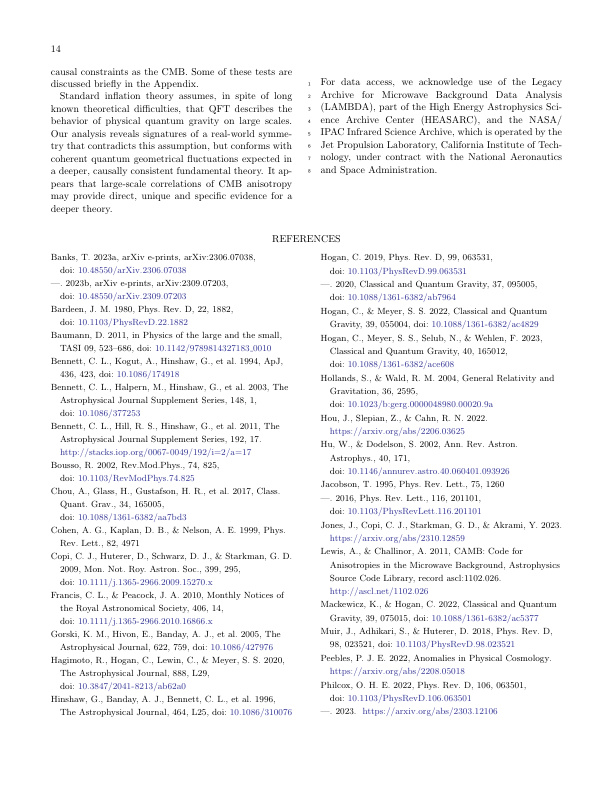 14
causal constraints as the CMB. Some of these tests are
discussed briefly in the Appendix.
Standard inflation theory assumes, in spite of long
known theoretical difficulties, that QFT describes the
behavior of physical quantum gravity on large scales.
Our analysis reveals signatures of a real-world symme-
try that contradicts this assumption, but conforms with
coherent quantum geometrical fluctuations expected in
a deeper, causally consistent fundamental theory. It ap-
pears that large-scale correlations of CMB anisotropy
may provide direct, unique and specific evidence for a
deeper theory.
1 For data access, we acknowledge use of the Legacy
2 Archive for Microwave Background Data Analysis
3 (LAMBDA), part of the High Energy Astrophysics Sci-
4 ence Archive Center (HEASARC), and the NASA/
5 IPAC Infrared Science Archive, which is operated by the
6 Jet Propulsion Laboratory, California Institute of Tech-
7 nology, under contract with the National Aeronautics
8 and Space Administration.
REFERENCES
Banks, T. 2023a, arXiv e-prints, arXiv:2306.07038,
doi: 10.48550/arXiv.2306.07038
—. 2023b, arXiv e-prints, arXiv:2309.07203,
doi: 10.48550/arXiv.2309.07203
Bardeen, J. M. 1980, Phys. Rev. D, 22, 1882,
doi: 10.1103/PhysRevD.22.1882
Baumann, D. 2011, in Physics of the large and the small,
TASI 09, 523–686, doi: 10.1142/9789814327183_0010
Bennett, C. L., Kogut, A., Hinshaw, G., et al. 1994, ApJ,
436, 423, doi: 10.1086/174918
Bennett, C. L., Halpern, M., Hinshaw, G., et al. 2003, The
Astrophysical Journal Supplement Series, 148, 1,
doi: 10.1086/377253
Bennett, C. L., Hill, R. S., Hinshaw, G., et al. 2011, The
Astrophysical Journal Supplement Series, 192, 17.
http://stacks.iop.org/0067-0049/192/i=2/a=17
Bousso, R. 2002, Rev.Mod.Phys., 74, 825,
doi: 10.1103/RevModPhys.74.825
Chou, A., Glass, H., Gustafson, H. R., et al. 2017, Class.
Quant. Grav., 34, 165005,
doi: 10.1088/1361-6382/aa7bd3
Cohen, A. G., Kaplan, D. B., & Nelson, A. E. 1999, Phys.
Rev. Lett., 82, 4971
Copi, C. J., Huterer, D., Schwarz, D. J., & Starkman, G. D.
2009, Mon. Not. Roy. Astron. Soc., 399, 295,
doi: 10.1111/j.1365-2966.2009.15270.x
Francis, C. L., & Peacock, J. A. 2010, Monthly Notices of
the Royal Astronomical Society, 406, 14,
doi: 10.1111/j.1365-2966.2010.16866.x
Gorski, K. M., Hivon, E., Banday, A. J., et al. 2005, The
Astrophysical Journal, 622, 759, doi: 10.1086/427976
Hagimoto, R., Hogan, C., Lewin, C., & Meyer, S. S. 2020,
The Astrophysical Journal, 888, L29,
doi: 10.3847/2041-8213/ab62a0
Hinshaw, G., Banday, A. J., Bennett, C. L., et al. 1996,
The Astrophysical Journal, 464, L25, doi: 10.1086/310076
Hogan, C. 2019, Phys. Rev. D, 99, 063531,
doi: 10.1103/PhysRevD.99.063531
—. 2020, Classical and Quantum Gravity, 37, 095005,
doi: 10.1088/1361-6382/ab7964
Hogan, C., & Meyer, S. S. 2022, Classical and Quantum
Gravity, 39, 055004, doi: 10.1088/1361-6382/ac4829
Hogan, C., Meyer, S. S., Selub, N., & Wehlen, F. 2023,
Classical and Quantum Gravity, 40, 165012,
doi: 10.1088/1361-6382/ace608
Hollands, S., & Wald, R. M. 2004, General Relativity and
Gravitation, 36, 2595,
doi: 10.1023/b:gerg.0000048980.00020.9a
Hou, J., Slepian, Z., & Cahn, R. N. 2022.
https://arxiv.org/abs/2206.03625
Hu, W., & Dodelson, S. 2002, Ann. Rev. Astron.
Astrophys., 40, 171,
doi: 10.1146/annurev.astro.40.060401.093926
Jacobson, T. 1995, Phys. Rev. Lett., 75, 1260
—. 2016, Phys. Rev. Lett., 116, 201101,
doi: 10.1103/PhysRevLett.116.201101
Jones, J., Copi, C. J., Starkman, G. D., & Akrami, Y. 2023.
https://arxiv.org/abs/2310.12859
Lewis, A., & Challinor, A. 2011, CAMB: Code for
Anisotropies in the Microwave Background, Astrophysics
Source Code Library, record ascl:1102.026.
http://ascl.net/1102.026
Mackewicz, K., & Hogan, C. 2022, Classical and Quantum
Gravity, 39, 075015, doi: 10.1088/1361-6382/ac5377
Muir, J., Adhikari, S., & Huterer, D. 2018, Phys. Rev. D,
98, 023521, doi: 10.1103/PhysRevD.98.023521
Peebles, P. J. E. 2022, Anomalies in Physical Cosmology.
https://arxiv.org/abs/2208.05018
Philcox, O. H. E. 2022, Phys. Rev. D, 106, 063501,
doi: 10.1103/PhysRevD.106.063501
—. 2023. https://arxiv.org/abs/2303.12106